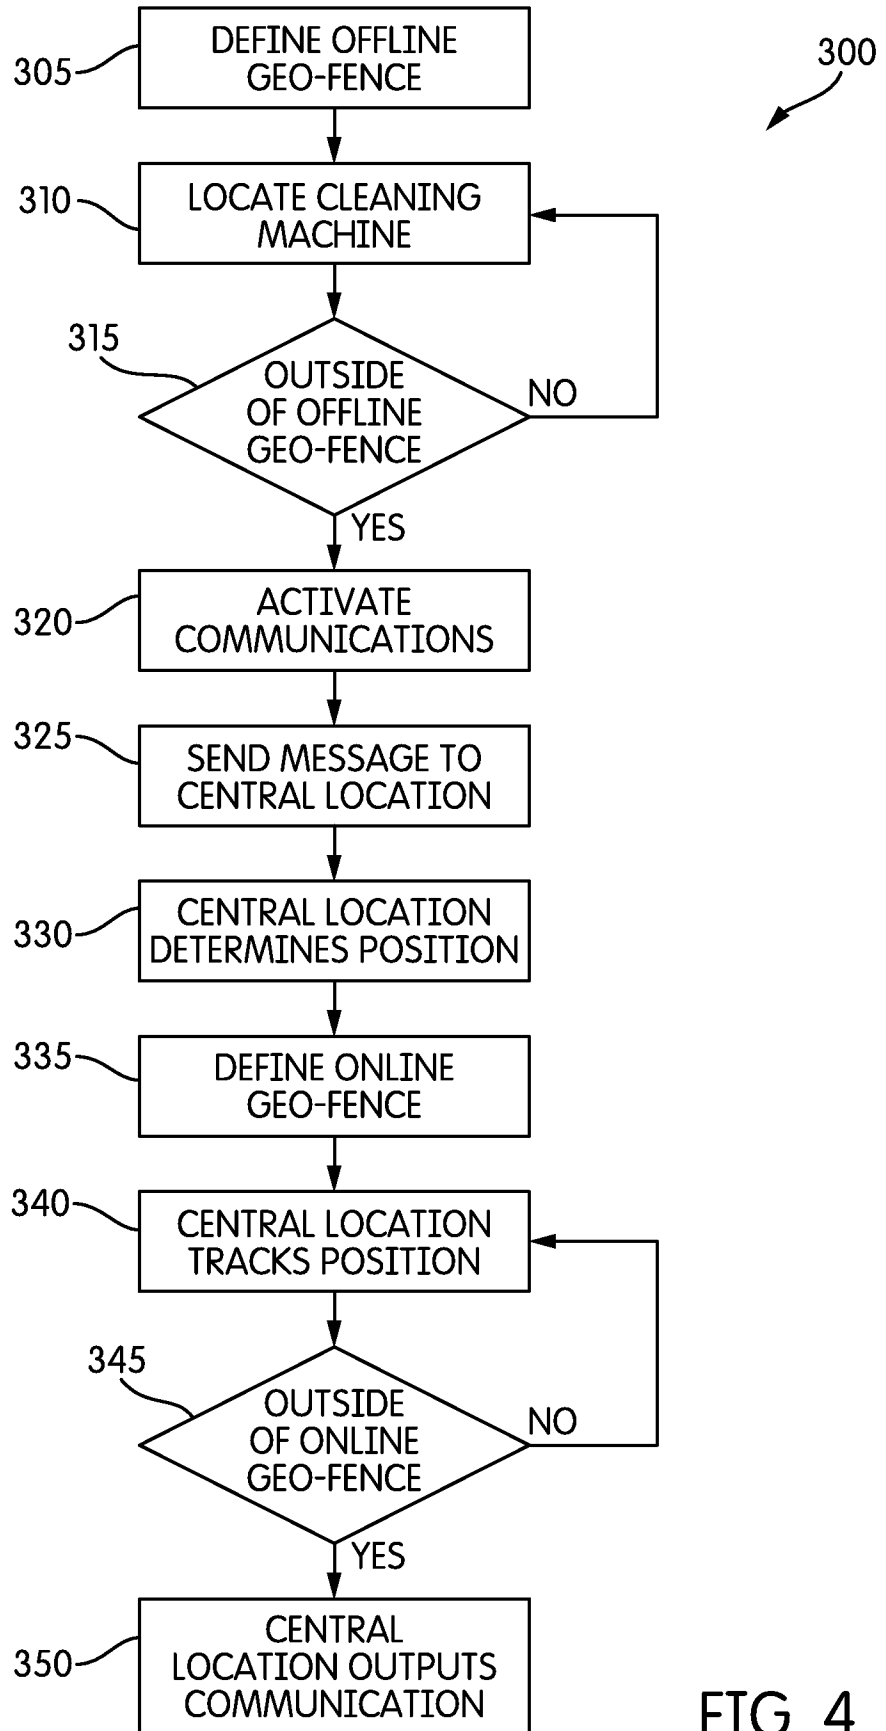 DEFINE OFFLINE
GEO-FENCE
305
300
LOCATE CLEANING
MACHINE
310
315
OUTSIDE
OF OFFLINE
GEO-FENCE
NO
YES
ACTIVATE
COMMUNICATIONS
320
325
SEND MESSAGE TO
CENTRAL LOCATION
CENTRAL LOCATION
DETERMINES POSITION
330
335
DEFINE ONLINE
GEO-FENCE
340
CENTRAL LOCATION
TRACKS POSITION
345
OUTSIDE
OF ONLINE
GEO-FENCE
NO
YES
CENTRAL
LOCATION OUTPUTS
COMMUNICATION
350
FIG. 4